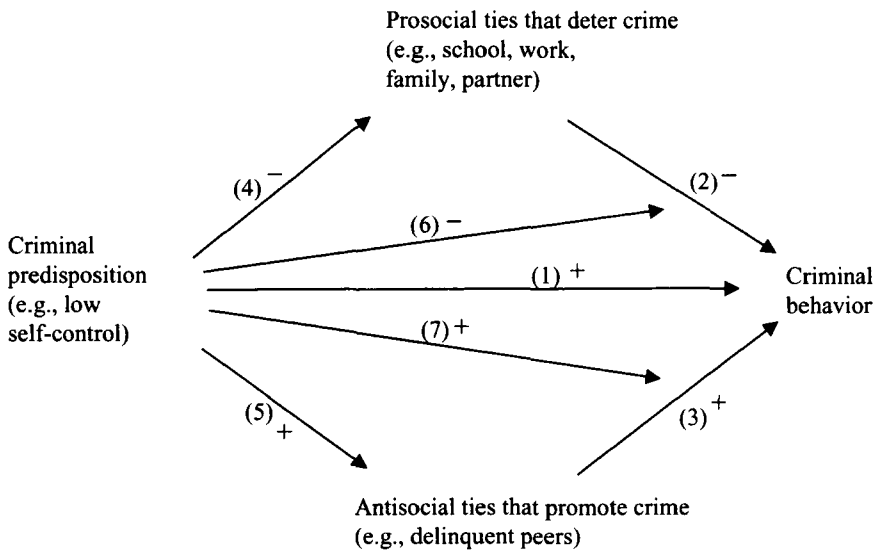 Prosocial ties that deter crime
(e.g., school, work,
family, partner)
(4) −
(2) −
(6) −
Criminal
predisposition
(e.g., low
self-control)
(1) +
Criminal
behavior
(7) +
(5) +
(3) +
Antisocial ties that promote crime
(e.g., delinquent peers)